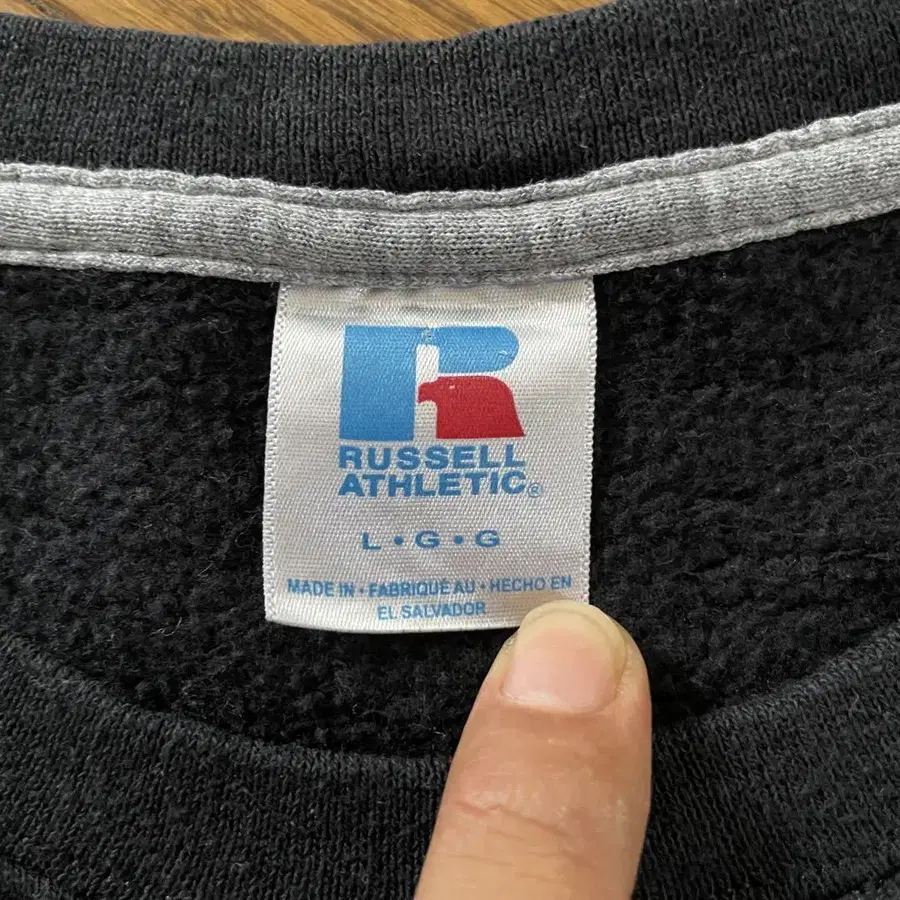 RUSSELL
ATHLETIC®
L • G • G
MADE IN • FABRIQUÉ AU • HECHO EN
EL SALVADOR